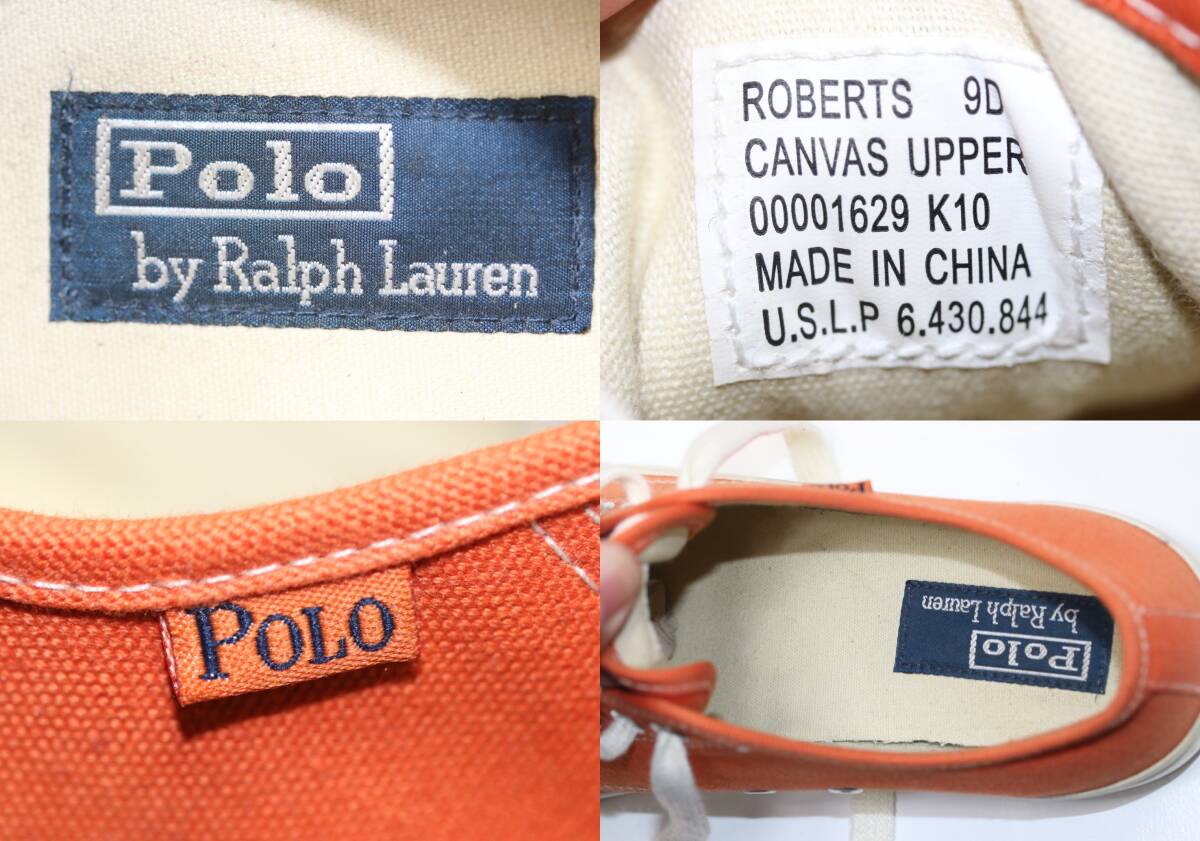 Polo
by Ralph Lauren
ROBERTS 9D
CANVAS UPPER
00001629 K10
MADE IN CHINA
U.S.L.P 6.430.844
POLO
POLO
Polo
by Ralph Lauren